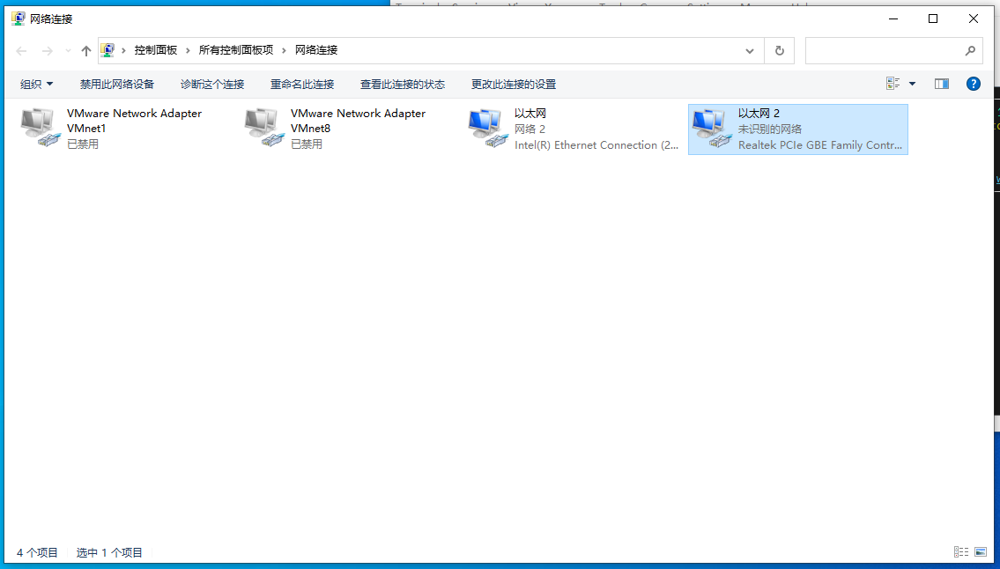 网络连接
控制面板 › 所有控制面板项 › 网络连接
组织 禁用此网络设备 诊断这个连接 重命名此连接 查看此连接的状态 更改此连接的设置
VMware Network Adapter
VMnet1
已禁用
VMware Network Adapter
VMnet8
已禁用
以太网
网络 2
Intel(R) Ethernet Connection (2...
以太网 2
未识别的网络
Realtek PCIe GBE Family Contr...
4 个项目 选中 1 个项目